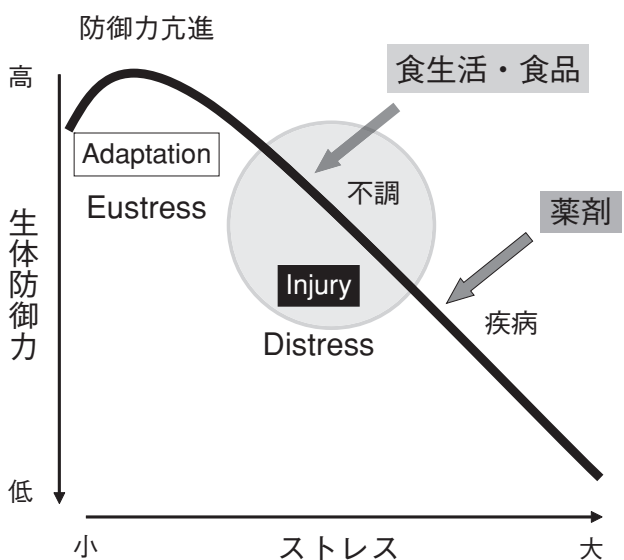 防御力亢進
高
食生活・食品
Adaptation
Eustress
不調
薬剤
生体防御力
Injury
疾病
Distress
低
小
ストレス
大